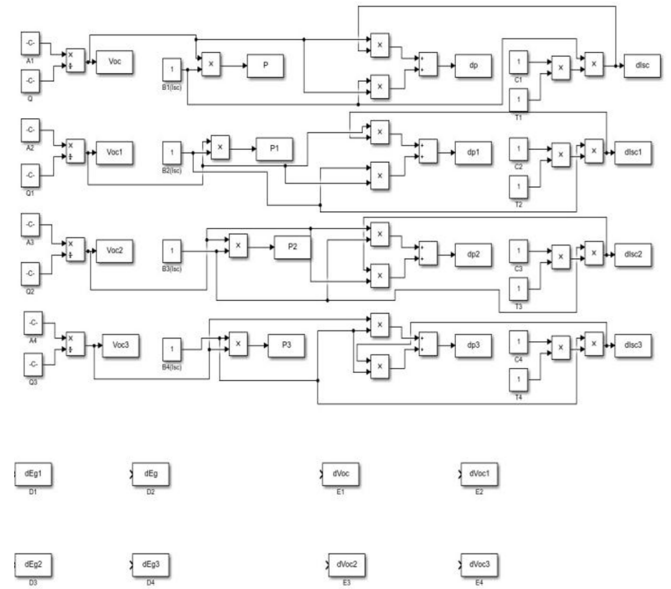 -C-
A1
-C-
Q
×
÷
Voc
1
B1(Isc)
×
P
×
×
+
+
dp
1
C1
1
T1
×
×
dIsc
-C-
A2
-C-
Q1
×
÷
Voc1
1
B2(Isc)
×
P1
×
×
+
+
dp1
1
C2
1
T2
×
×
dIsc1
-C-
A3
-C-
Q2
×
÷
Voc2
1
B3(Isc)
×
P2
×
×
+
+
dp2
1
C3
1
T3
×
×
dIsc2
-C-
A4
-C-
Q3
×
÷
Voc3
1
B4(Isc)
×
P3
×
×
+
+
dp3
1
C4
1
T4
×
×
dIsc3
dEg1
D1
dEg
D2
dVoc
E1
dVoc1
E2
dEg2
D3
dEg3
D4
dVoc2
E3
dVoc3
E4